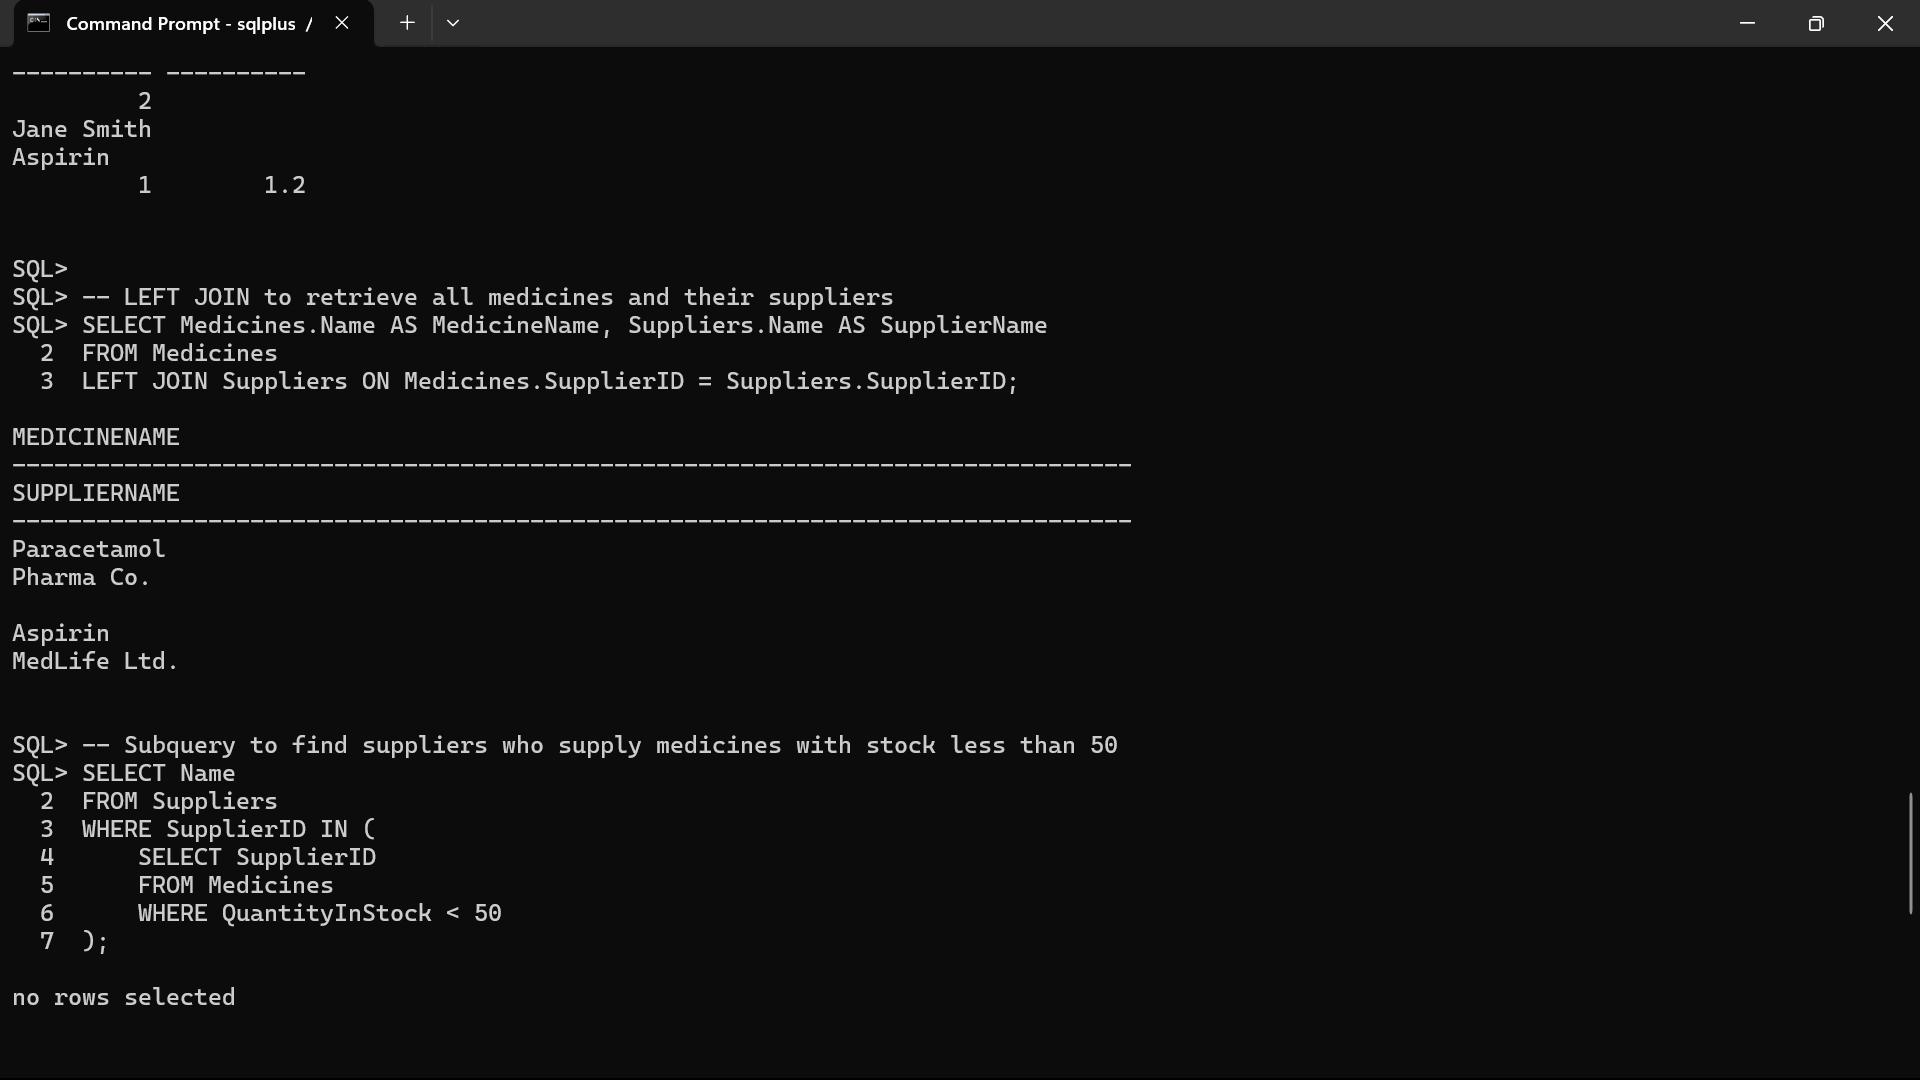 Command Prompt - sqlplus /
---------- ----------
         2
Jane Smith
Aspirin
         1        1.2
SQL>
SQL> -- LEFT JOIN to retrieve all medicines and their suppliers
SQL> SELECT Medicines.Name AS MedicineName, Suppliers.Name AS SupplierName
  2  FROM Medicines
  3  LEFT JOIN Suppliers ON Medicines.SupplierID = Suppliers.SupplierID;
MEDICINENAME
--------------------------------------------------------------------------------
SUPPLIERNAME
--------------------------------------------------------------------------------
Paracetamol
Pharma Co.
Aspirin
MedLife Ltd.
SQL> -- Subquery to find suppliers who supply medicines with stock less than 50
SQL> SELECT Name
  2  FROM Suppliers
  3  WHERE SupplierID IN (
  4      SELECT SupplierID
  5      FROM Medicines
  6      WHERE QuantityInStock < 50
  7  );
no rows selected